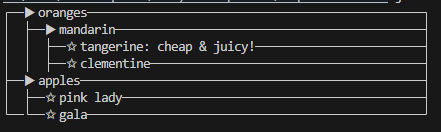 oranges
mandarin
tangerine: cheap & juicy!
clementine
apples
pink lady
gala